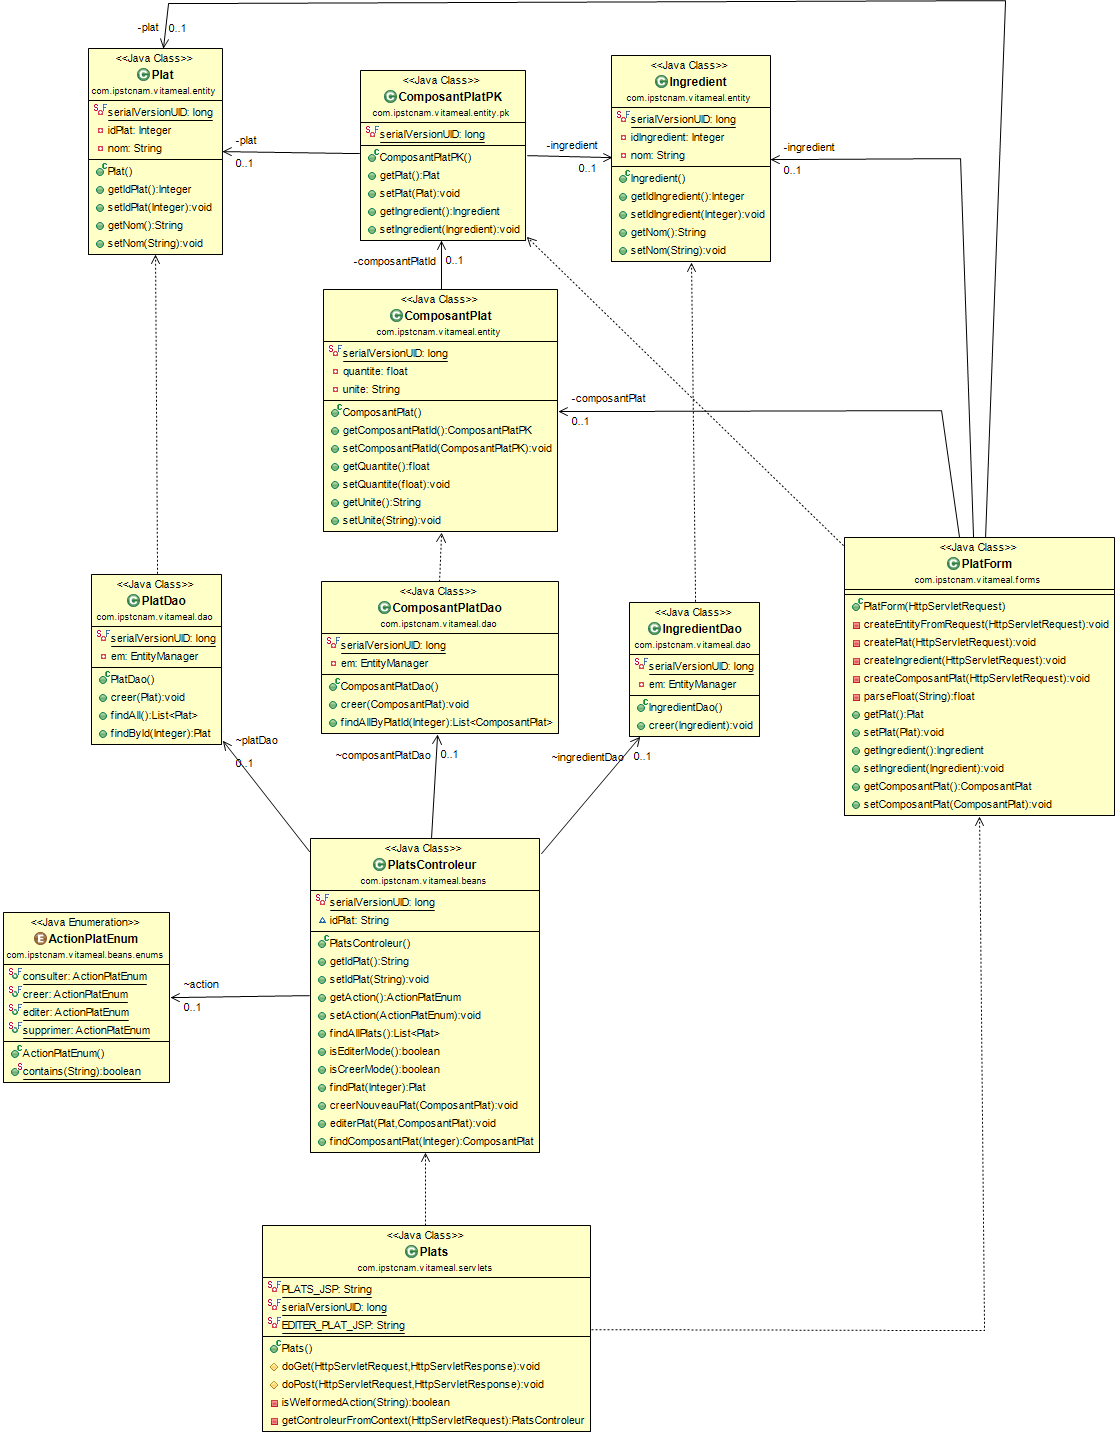 -plat
0..1
<<Java Class>>
Plat
com.ipstcnam.vitameal.entity
serialVersionUID: long
idPlat: Integer
nom: String
Plat()
getIdPlat():Integer
setIdPlat(Integer):void
getNom():String
setNom(String):void
-plat
0..1
<<Java Class>>
ComposantPlatPK
com.ipstcnam.vitameal.entity.pk
serialVersionUID: long
ComposantPlatPK()
getPlat():Plat
setPlat(Plat):void
getIngredient():Ingredient
setIngredient(Ingredient):void
-ingredient
0..1
<<Java Class>>
Ingredient
com.ipstcnam.vitameal.entity
serialVersionUID: long
idIngredient: Integer
nom: String
Ingredient()
getIdIngredient():Integer
setIdIngredient(Integer):void
getNom():String
setNom(String):void
-ingredient
0..1
-composantPlatId
0..1
<<Java Class>>
ComposantPlat
com.ipstcnam.vitameal.entity
serialVersionUID: long
quantite: float
unite: String
ComposantPlat()
getComposantPlatId():ComposantPlatPK
setComposantPlatId(ComposantPlatPK):void
getQuantite():float
setQuantite(float):void
getUnite():String
setUnite(String):void
-composantPlat
0..1
<<Java Class>>
PlatForm
com.ipstcnam.vitameal.forms
PlatForm(HttpServletRequest)
createEntityFromRequest(HttpServletRequest):void
createPlat(HttpServletRequest):void
createIngredient(HttpServletRequest):void
createComposantPlat(HttpServletRequest):void
parseFloat(String):float
getPlat():Plat
setPlat(Plat):void
getIngredient():Ingredient
setIngredient(Ingredient):void
getComposantPlat():ComposantPlat
setComposantPlat(ComposantPlat):void
<<Java Class>>
PlatDao
com.ipstcnam.vitameal.dao
serialVersionUID: long
em: EntityManager
PlatDao()
creer(Plat):void
findAll():List<Plat>
findById(Integer):Plat
<<Java Class>>
ComposantPlatDao
com.ipstcnam.vitameal.dao
serialVersionUID: long
em: EntityManager
ComposantPlatDao()
creer(ComposantPlat):void
findAllByPlatId(Integer):List<ComposantPlat>
<<Java Class>>
IngredientDao
com.ipstcnam.vitameal.dao
serialVersionUID: long
em: EntityManager
IngredientDao()
creer(Ingredient):void
~platDao
0..1
~composantPlatDao
0..1
~ingredientDao
0..1
<<Java Class>>
PlatsControleur
com.ipstcnam.vitameal.beans
serialVersionUID: long
idPlat: String
PlatsControleur()
getIdPlat():String
setIdPlat(String):void
getAction():ActionPlatEnum
setAction(ActionPlatEnum):void
findAllPlats():List<Plat>
isEditerMode():boolean
isCreerMode():boolean
findPlat(Integer):Plat
creerNouveauPlat(ComposantPlat):void
editerPlat(Plat,ComposantPlat):void
findComposantPlat(Integer):ComposantPlat
<<Java Enumeration>>
ActionPlatEnum
com.ipstcnam.vitameal.beans.enums
consulter: ActionPlatEnum
creer: ActionPlatEnum
editer: ActionPlatEnum
supprimer: ActionPlatEnum
ActionPlatEnum()
contains(String):boolean
~action
0..1
<<Java Class>>
Plats
com.ipstcnam.vitameal.servlets
PLATS_JSP: String
serialVersionUID: long
EDITER_PLAT_JSP: String
Plats()
doGet(HttpServletRequest,HttpServletResponse):void
doPost(HttpServletRequest,HttpServletResponse):void
isWelformedAction(String):boolean
getControleurFromContext(HttpServletRequest):PlatsControleur